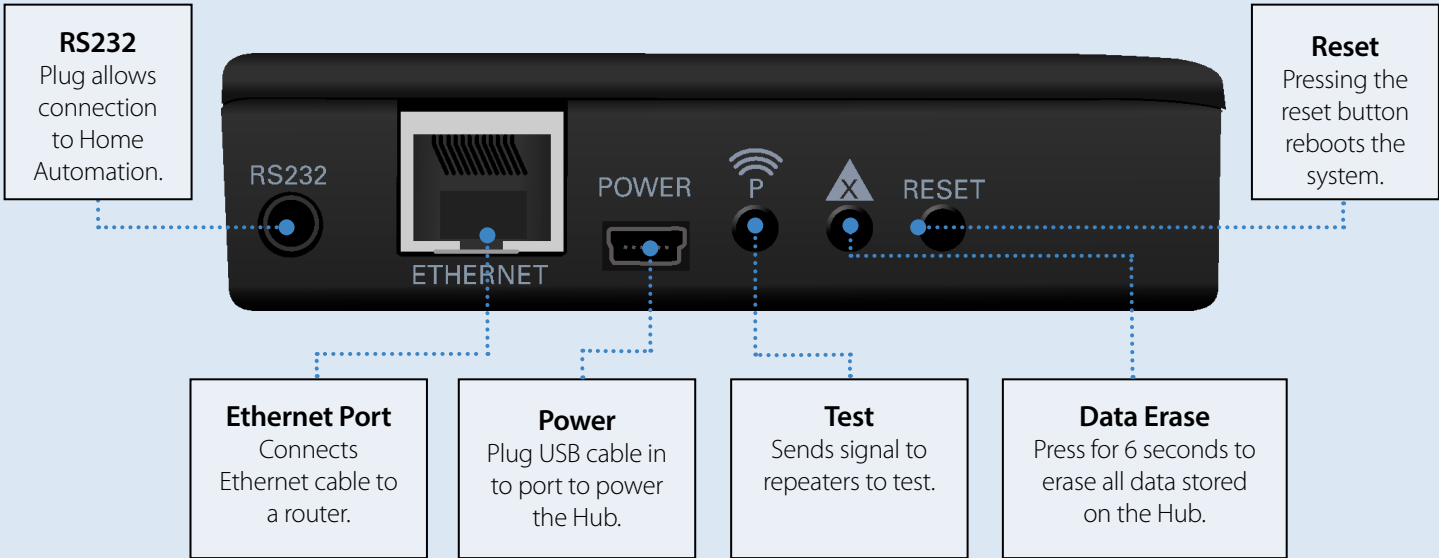 RS232
Plug allows
connection
to Home
Automation.
Reset
Pressing the
reset button
reboots the
system.
RS232
ETHERNET
POWER
P
X
RESET
Ethernet Port
Connects
Ethernet cable to
a router.
Power
Plug USB cable in
to port to power
the Hub.
Test
Sends signal to
repeaters to test.
Data Erase
Press for 6 seconds to
erase all data stored
on the Hub.